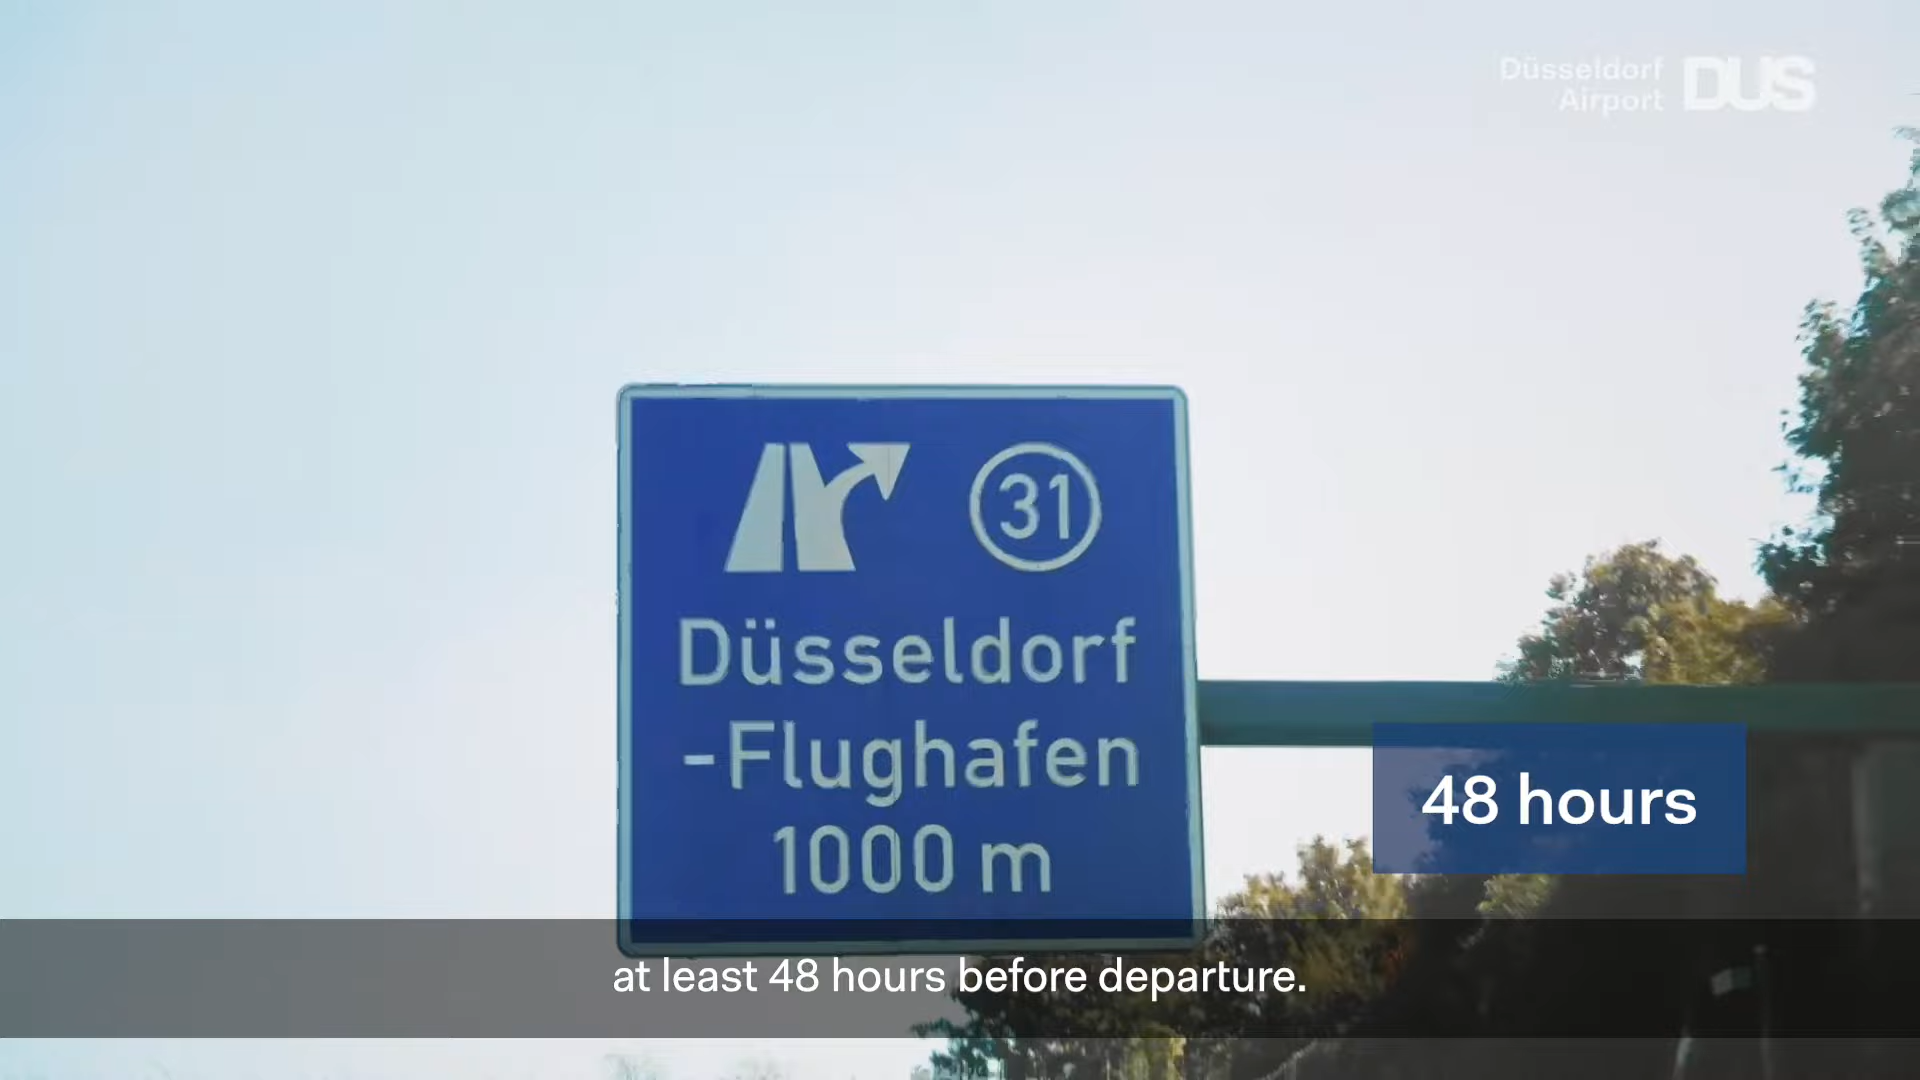 Düsseldorf
Airport
DUS
31
Düsseldorf
-Flughafen
1000 m
48 hours
at least 48 hours before departure.